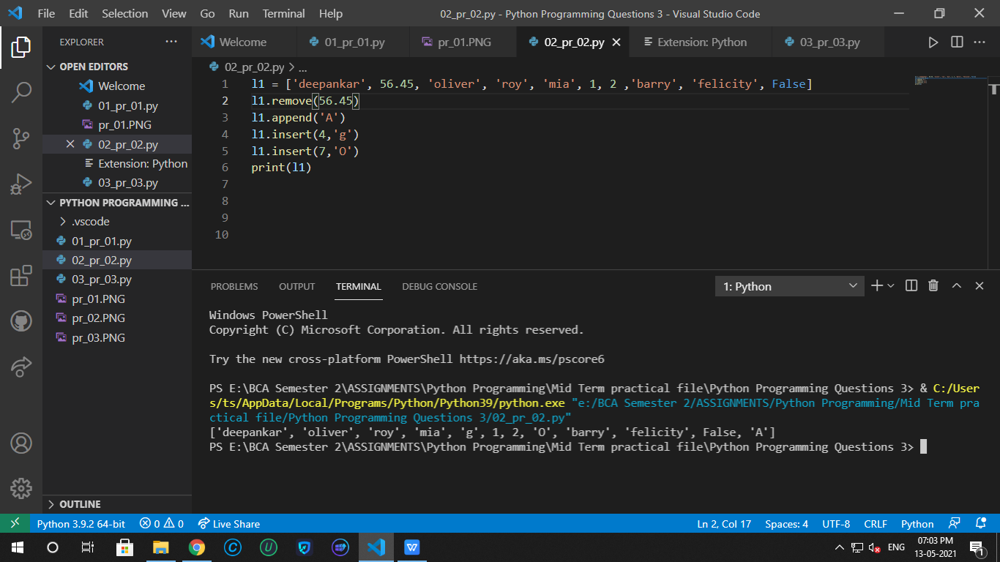 File Edit Selection View Go Run Terminal Help 02_pr_02.py - Python Programming Questions 3 - Visual Studio Code
EXPLORER
Welcome 01_pr_01.py pr_01.PNG 02_pr_02.py Extension: Python 03_pr_03.py
OPEN EDITORS
Welcome
01_pr_01.py
pr_01.PNG
02_pr_02.py
Extension: Python
03_pr_03.py
PYTHON PROGRAMMING ...
.vscode
01_pr_01.py
02_pr_02.py
03_pr_03.py
pr_01.PNG
pr_02.PNG
pr_03.PNG
OUTLINE
02_pr_02.py > ...
1 l1 = ['deepankar', 56.45, 'oliver', 'roy', 'mia', 1, 2 ,'barry', 'felicity', False]
2 l1.remove(56.45)
3 l1.append('A')
4 l1.insert(4,'g')
5 l1.insert(7,'O')
6 print(l1)
7
8
9
10
PROBLEMS OUTPUT TERMINAL DEBUG CONSOLE 1: Python
Windows PowerShell
Copyright (C) Microsoft Corporation. All rights reserved.
Try the new cross-platform PowerShell https://aka.ms/pscore6
PS E:\BCA Semester 2\ASSIGNMENTS\Python Programming\Mid Term practical file\Python Programming Questions 3> & C:/User
s/ts/AppData/Local/Programs/Python/Python39/python.exe "e:/BCA Semester 2/ASSIGNMENTS/Python Programming/Mid Term pra
ctical file/Python Programming Questions 3/02_pr_02.py"
['deepankar', 'oliver', 'roy', 'mia', 'g', 1, 2, 'O', 'barry', 'felicity', False, 'A']
PS E:\BCA Semester 2\ASSIGNMENTS\Python Programming\Mid Term practical file\Python Programming Questions 3>
Python 3.9.2 64-bit 0 0 Live Share Ln 2, Col 17 Spaces: 4 UTF-8 CRLF Python
ENG 07:03 PM
13-05-2021 1